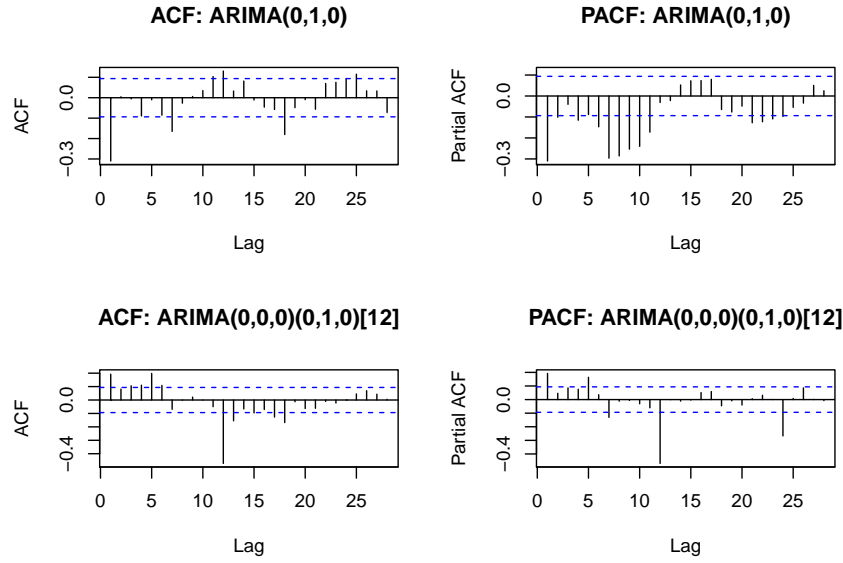 ACF: ARIMA(0,1,0)
ACF
0.0
−0.3
0 5 10 15 20 25
Lag
PACF: ARIMA(0,1,0)
Partial ACF
0.0
−0.3
0 5 10 15 20 25
Lag
ACF: ARIMA(0,0,0)(0,1,0)[12]
ACF
0.0
−0.4
0 5 10 15 20 25
Lag
PACF: ARIMA(0,0,0)(0,1,0)[12]
Partial ACF
0.0
−0.4
0 5 10 15 20 25
Lag